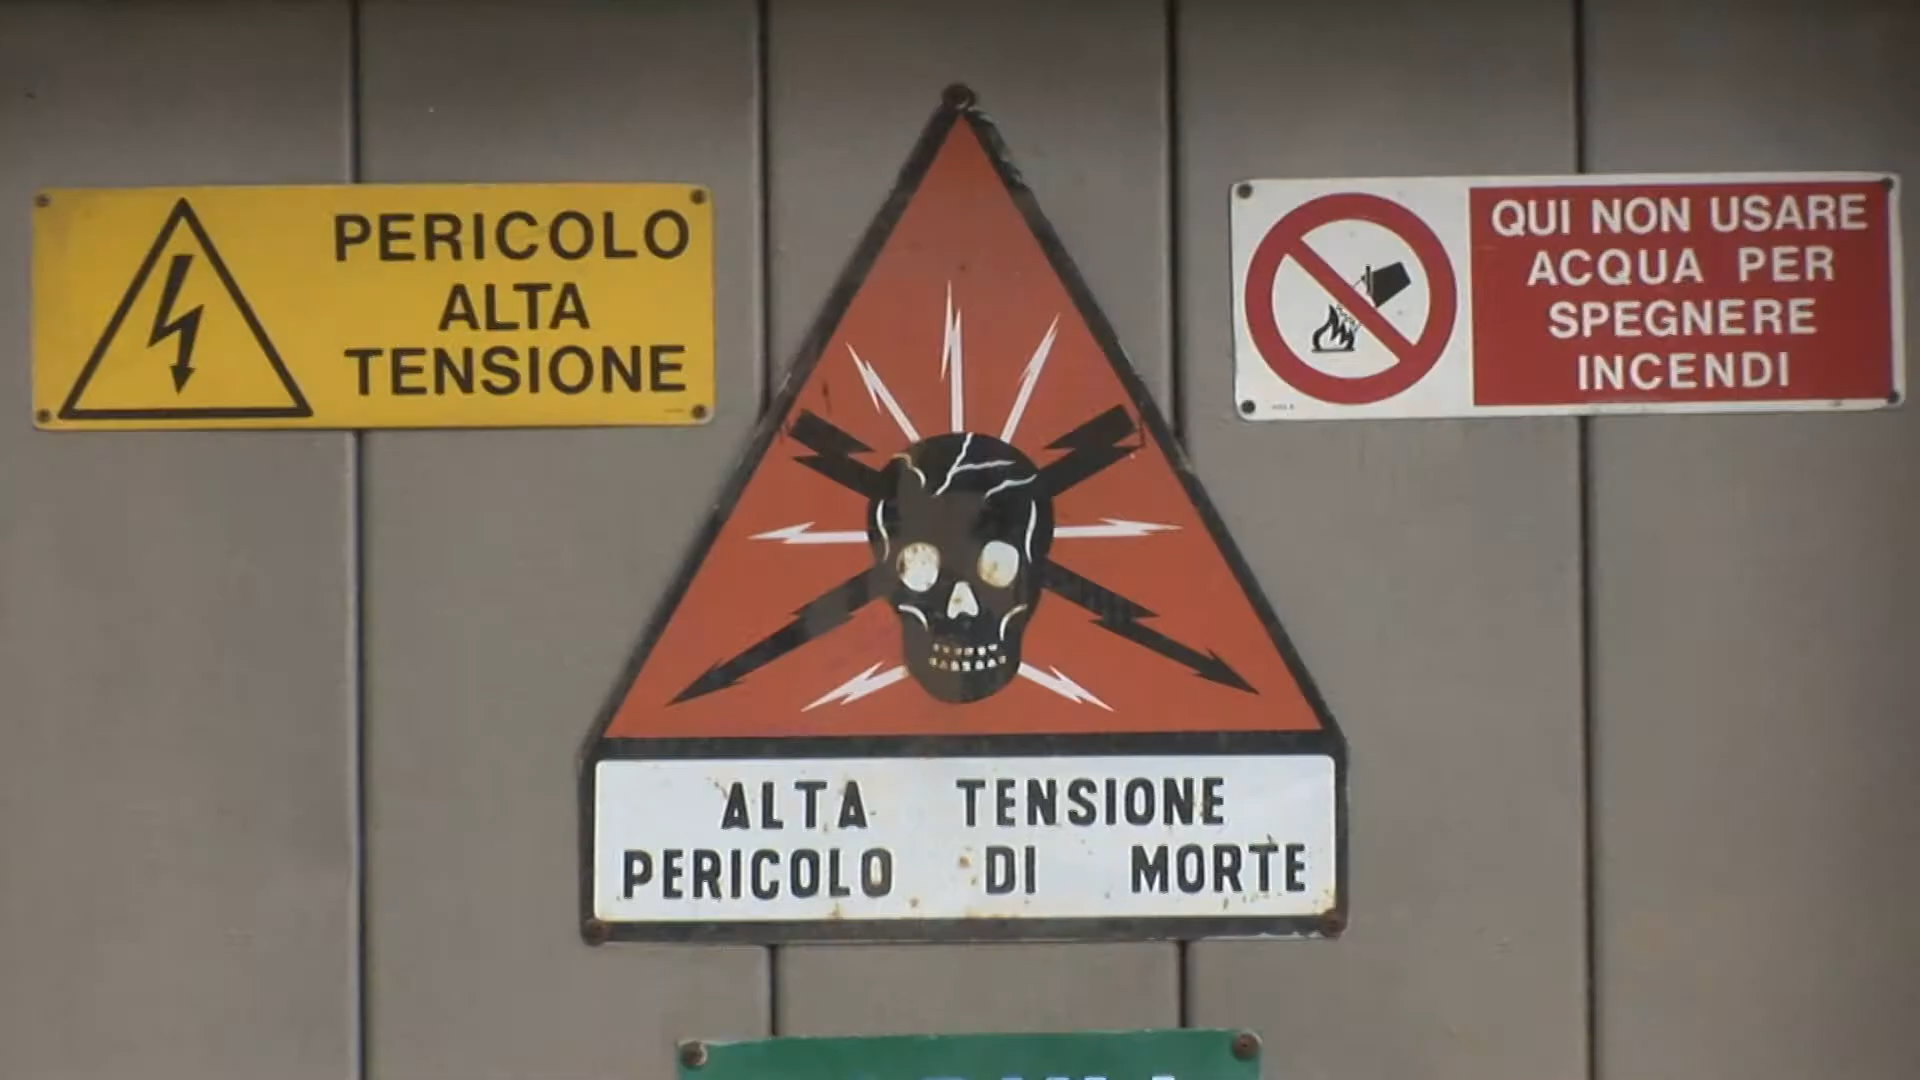 PERICOLO
ALTA
TENSIONE
QUI NON USARE
ACQUA PER
SPEGNERE
INCENDI
ALTA TENSIONE
PERICOLO DI MORTE